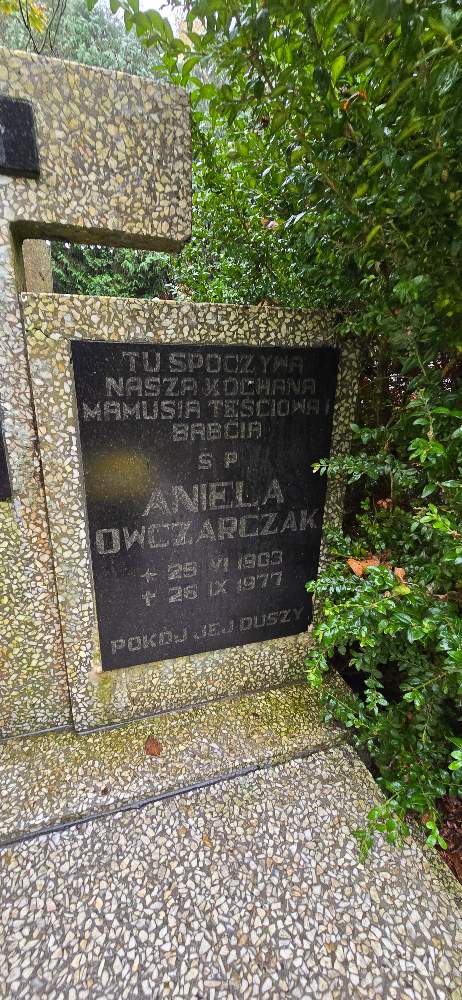 TU SPOCZYWA
NASZA KOCHANA
MAMUSIA TEŚCIOWA I
BABCIA
S P
ANIELA
OWCZARCZAK
+ 25 VI 1903
† 26 IX 1977
POKÓJ JEJ DUSZY